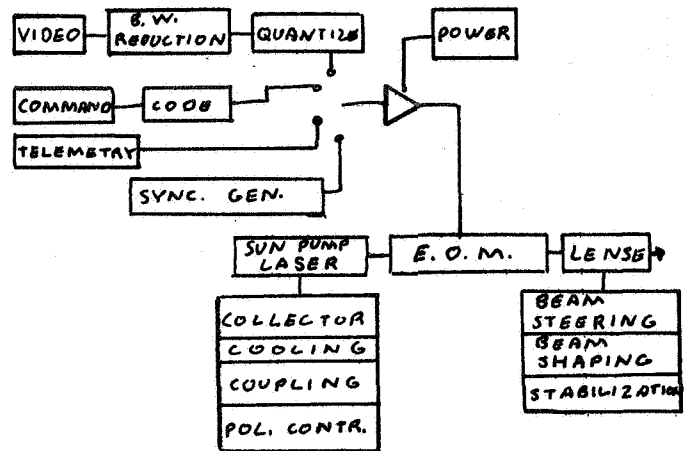 VIDEO
B.W.
REDUCTION
QUANTIZE
POWER
COMMAND
CODE
TELEMETRY
SYNC. GEN.
SUN PUMP
LASER
E.O.M.
LENSE
COLLECTOR
COOLING
COUPLING
POL. CONTR.
BEAM
STEERING
BEAM
SHAPING
STABILIZATION